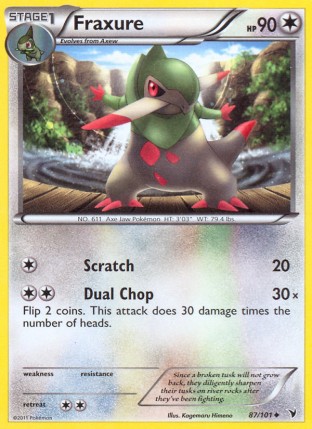 STAGE1
Fraxure
HP 90
Evolves from Axew
NO. 611 Axe Jaw Pokémon HT: 3'03" WT: 79.4 lbs.
Scratch 20
Dual Chop 30x
Flip 2 coins. This attack does 30 damage times
the number of heads.
weakness resistance
retreat
Since a broken tusk will not grow
back, they diligently sharpen
their tusks on river rocks after
they've been fighting.
Illus. Kagemaru Himeno
87/101
©2011 Pokémon